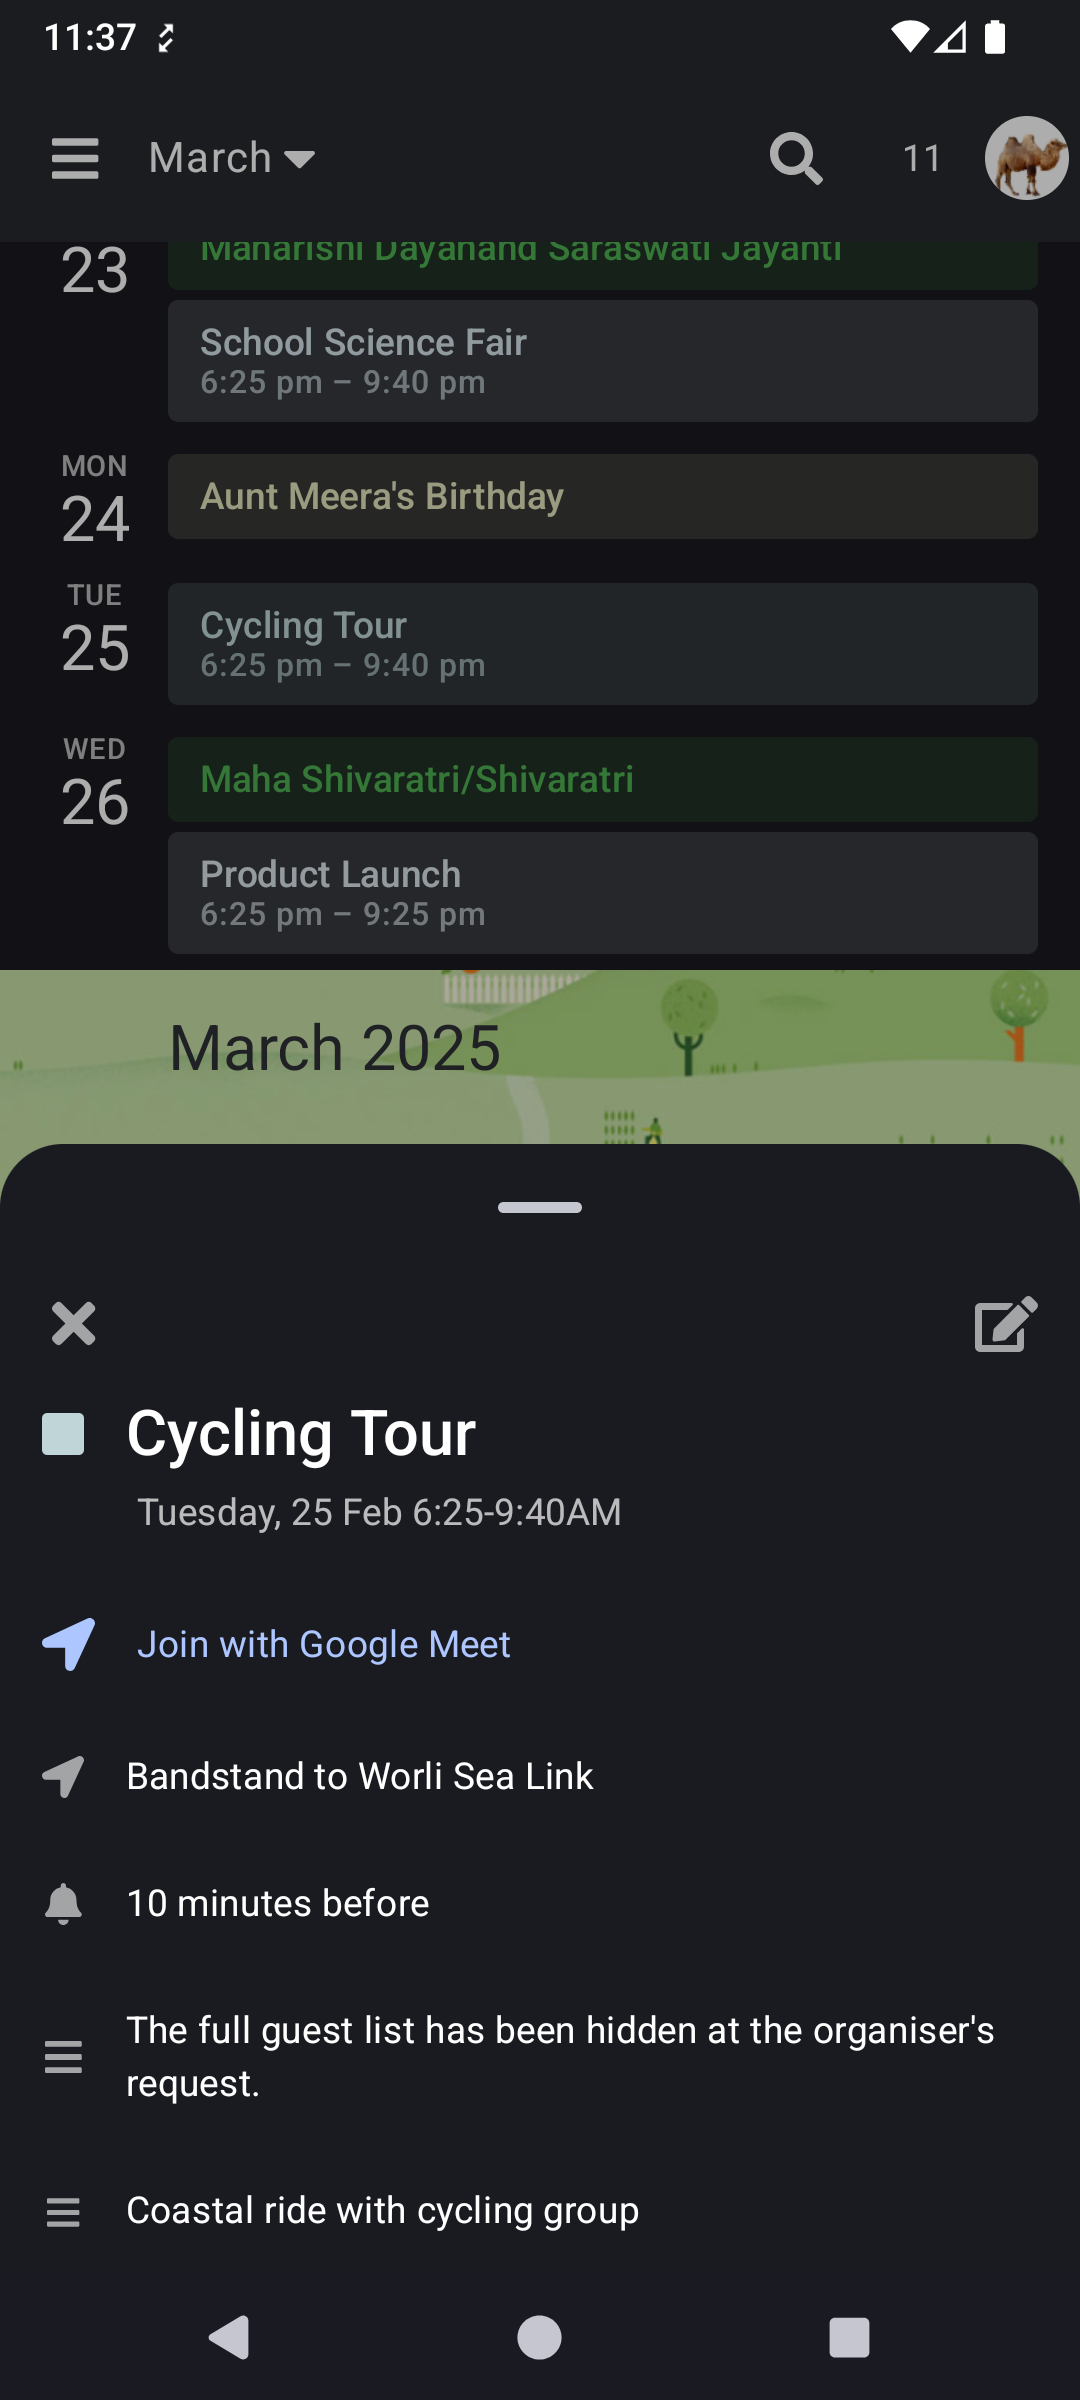 11:37
March
11
23
Maharishi Dayanand Saraswati Jayanti
School Science Fair
6:25 pm – 9:40 pm
MON
24
Aunt Meera's Birthday
TUE
25
Cycling Tour
6:25 pm – 9:40 pm
WED
26
Maha Shivaratri/Shivaratri
Product Launch
6:25 pm – 9:25 pm
March 2025
Cycling Tour
Tuesday, 25 Feb 6:25-9:40AM
Join with Google Meet
Bandstand to Worli Sea Link
10 minutes before
The full guest list has been hidden at the organiser's
request.
Coastal ride with cycling group